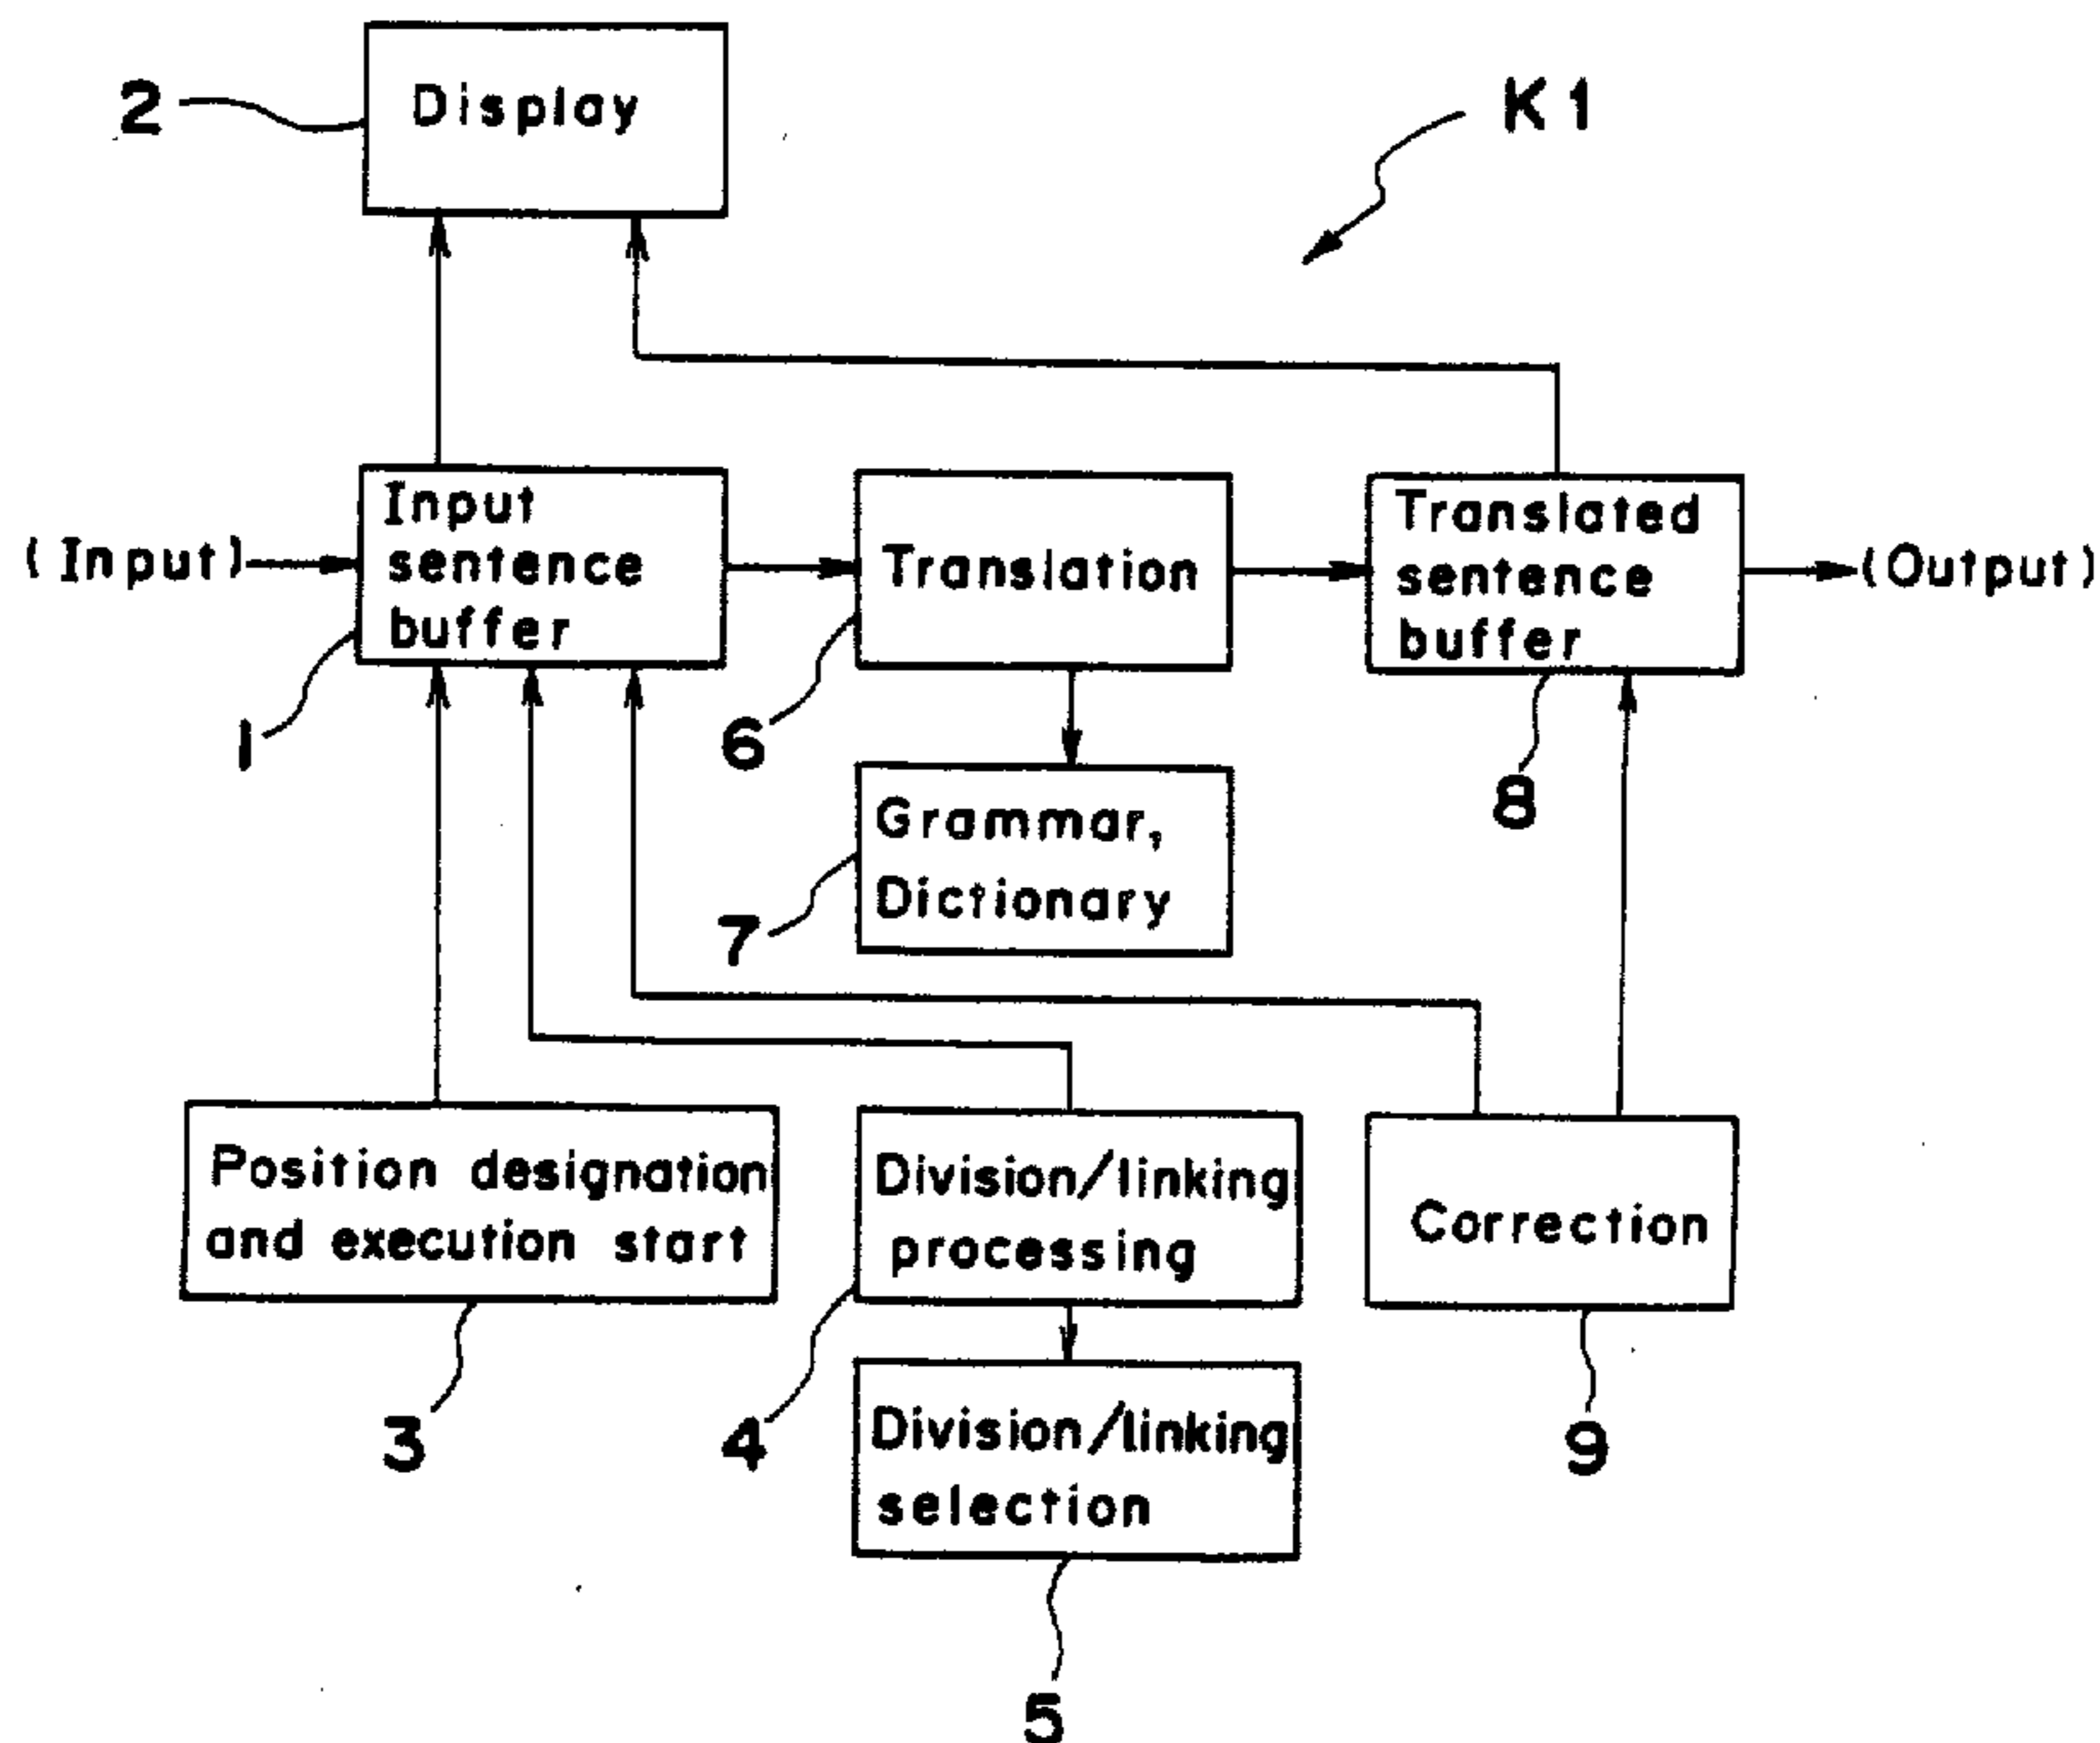 Display
2
K1
(Input)
Input
sentence
buffer
1
Translation
6
Translated
sentence
buffer
8
(Output)
Grammar,
Dictionary
7
Position designation
and execution start
3
Division/linking
processing
4
Correction
9
Division/linking
selection
5